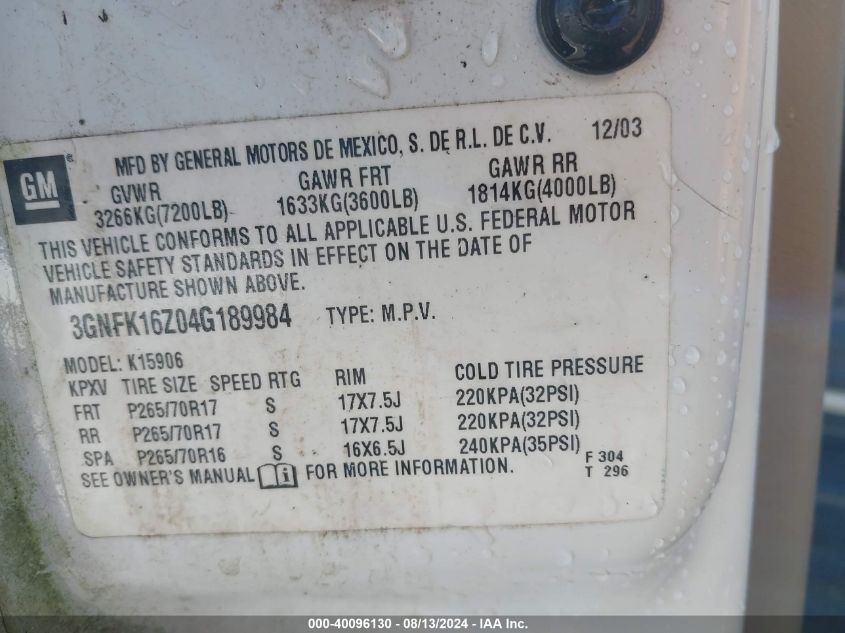 MFD BY GENERAL MOTORS DE MEXICO, S. DE R.L. DE C.V. 12/03
GM®
GVWR GAWR FRT GAWR RR
3266KG(7200LB) 1633KG(3600LB) 1814KG(4000LB)
THIS VEHICLE CONFORMS TO ALL APPLICABLE U.S. FEDERAL MOTOR
VEHICLE SAFETY STANDARDS IN EFFECT ON THE DATE OF
MANUFACTURE SHOWN ABOVE.
3GNFK16Z04G189984 TYPE: M.P.V.
MODEL: K15906
KPXV TIRE SIZE SPEED RTG RIM COLD TIRE PRESSURE
FRT P265/70R17 S 17X7.5J 220KPA(32PSI)
RR P265/70R17 S 17X7.5J 220KPA(32PSI)
SPA P265/70R16 S 16X6.5J 240KPA(35PSI)
SEE OWNER'S MANUAL i FOR MORE INFORMATION.
F 304
T 296
000-40096130 - 08/13/2024 - IAA Inc.